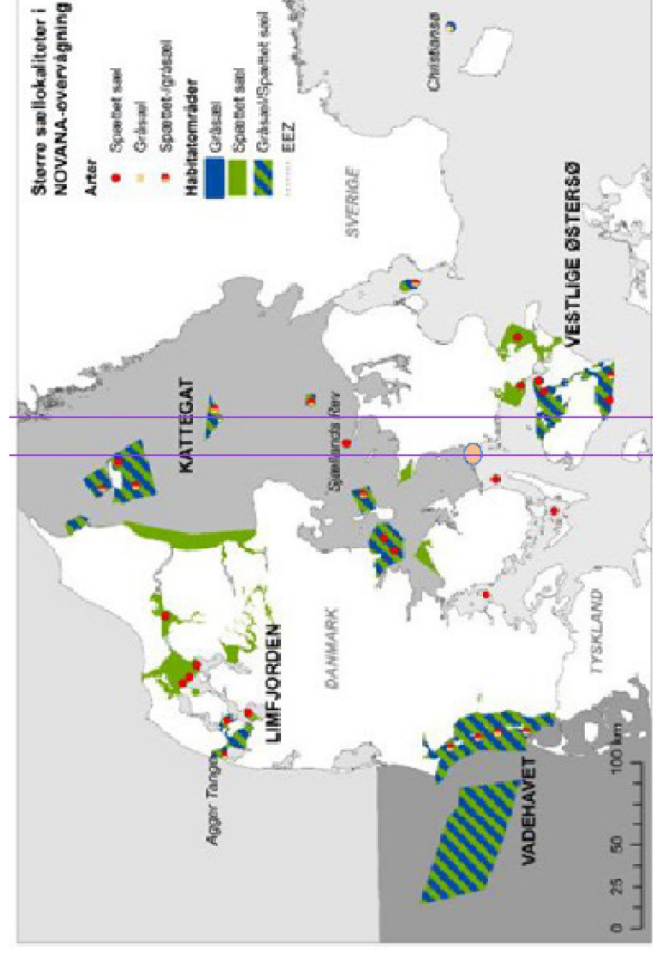 Større sællokaliteter i
NOVANA-overvågning
Arter
Spættet sæl
Gråsæl
Spættet-/gråsæl
Habitatområder
Gråsæl
Spættet sæl
Gråsæl/Spættet sæl
EEZ
Christiansø
SVERIGE
KATTEGAT
Sjællands Rev
VESTLIGE ØSTERSØ
LIMFJORDEN
DANMARK
Agger Tange
TYSKLAND
VADEHAVET
0 25 50 100 km